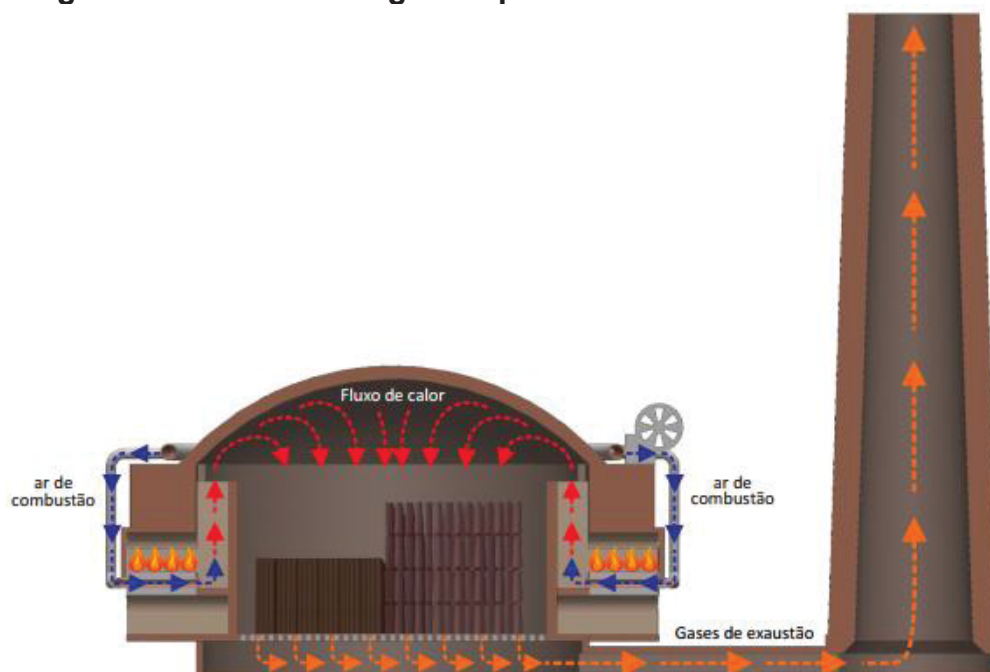 Fluxo de calor
ar de
combustão
ar de
combustão
Gases de exaustão